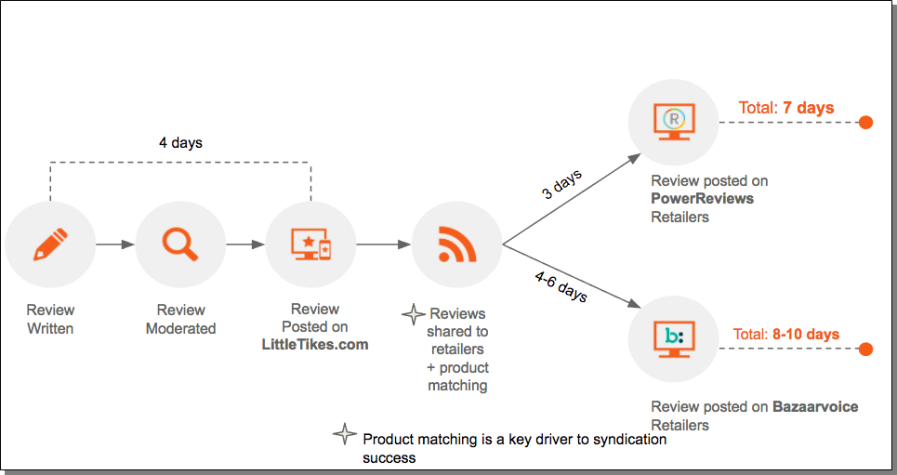 4 days
Review
Written
Review
Moderated
Review
Posted on
LittleTikes.com
Reviews
shared to
retailers
+ product
matching
3 days
4-6 days
R
Total: 7 days
Review posted on
PowerReviews
Retailers
b:
Total: 8-10 days
Review posted on Bazaarvoice
Retailers
Product matching is a key driver to syndication
success